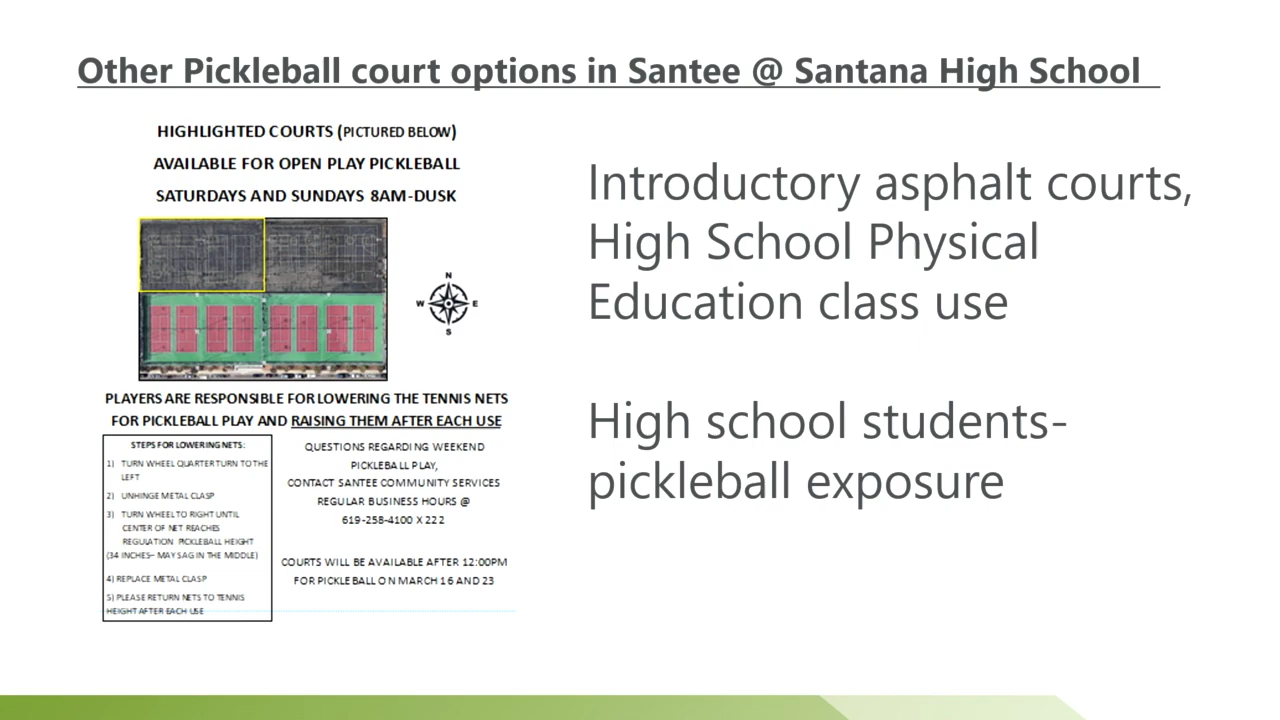 Other Pickleball court options in Santee @ Santana High School
HIGHLIGHTED COURTS (PICTURED BELOW)
AVAILABLE FOR OPEN PLAY PICKLEBALL
SATURDAYS AND SUNDAYS 8AM-DUSK
N
W E
S
PLAYERS ARE RESPONSIBLE FOR LOWERING THE TENNIS NETS
FOR PICKLEBALL PLAY AND RAISING THEM AFTER EACH USE
STEPS FOR LOWERING NETS:
1) TURN WHEEL QUARTER TURN TO THE
LEFT
2) UNHINGE METAL CLASP
3) TURN WHEEL TO RIGHT UNTIL
CENTER OF NET REACHES
REGULATION PICKLEBALL HEIGHT
(34 INCHES– MAY SAG IN THE MIDDLE)
4) REPLACE METAL CLASP
5) PLEASE RETURN NETS TO TENNIS
HEIGHT AFTER EACH USE
QUESTIONS REGARDING WEEKEND
PICKLEBALL PLAY,
CONTACT SANTEE COMMUNITY SERVICES
REGULAR BUSINESS HOURS @
619-258-4100 X 222
COURTS WILL BE AVAILABLE AFTER 12:00PM
FOR PICKLEBALL ON MARCH 16 AND 23
Introductory asphalt courts,
High School Physical
Education class use
High school students-
pickleball exposure